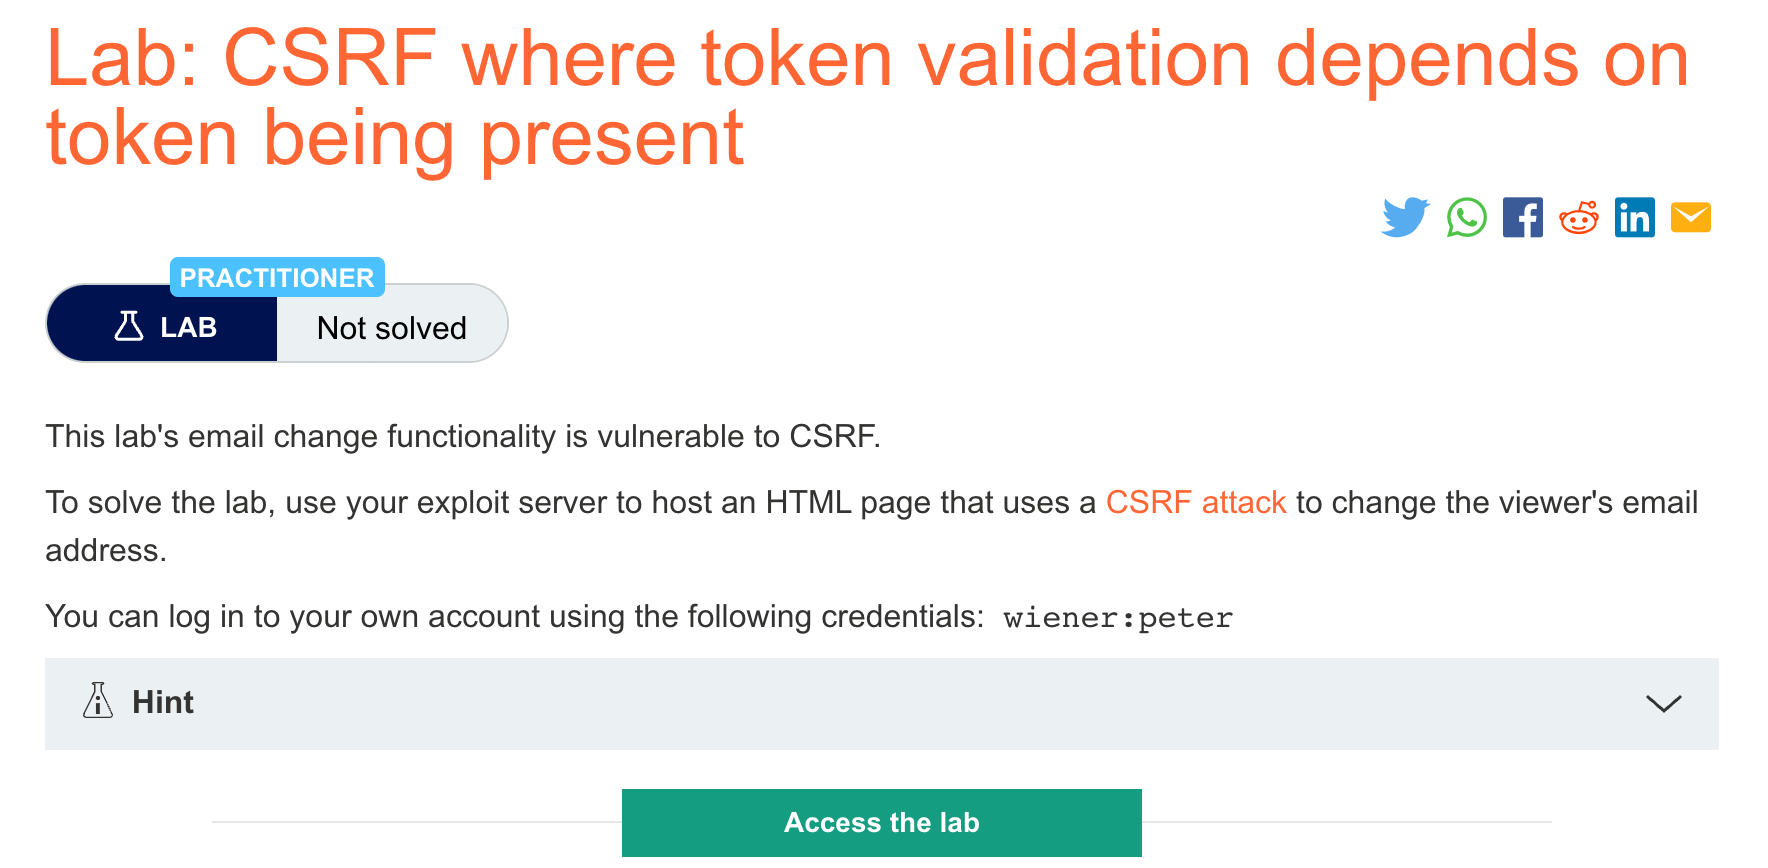 Lab: CSRF where token validation depends on
token being present
PRACTITIONER
LAB
Not solved
This lab's email change functionality is vulnerable to CSRF.
To solve the lab, use your exploit server to host an HTML page that uses a CSRF attack to change the viewer's email
address.
You can log in to your own account using the following credentials: wiener:peter
Hint
Access the lab